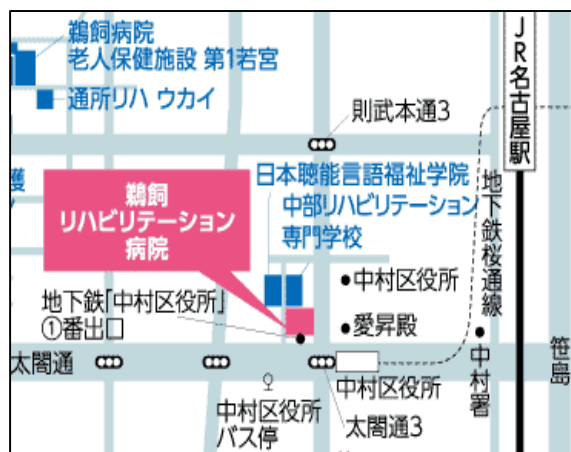 鵜飼病院
老人保健施設 第1若宮
通所リハ ウカイ
JR名古屋駅
則武本通3
護
日本聴能言語福祉学院
中部リハビリテーション
専門学校
鵜飼
リハビリテーション
病院
地下鉄桜通線
中村区役所
地下鉄「中村区役所」
①番出口
愛昇殿
太閤通
中村区役所
中村署
笹島
中村区役所
バス停
太閤通3